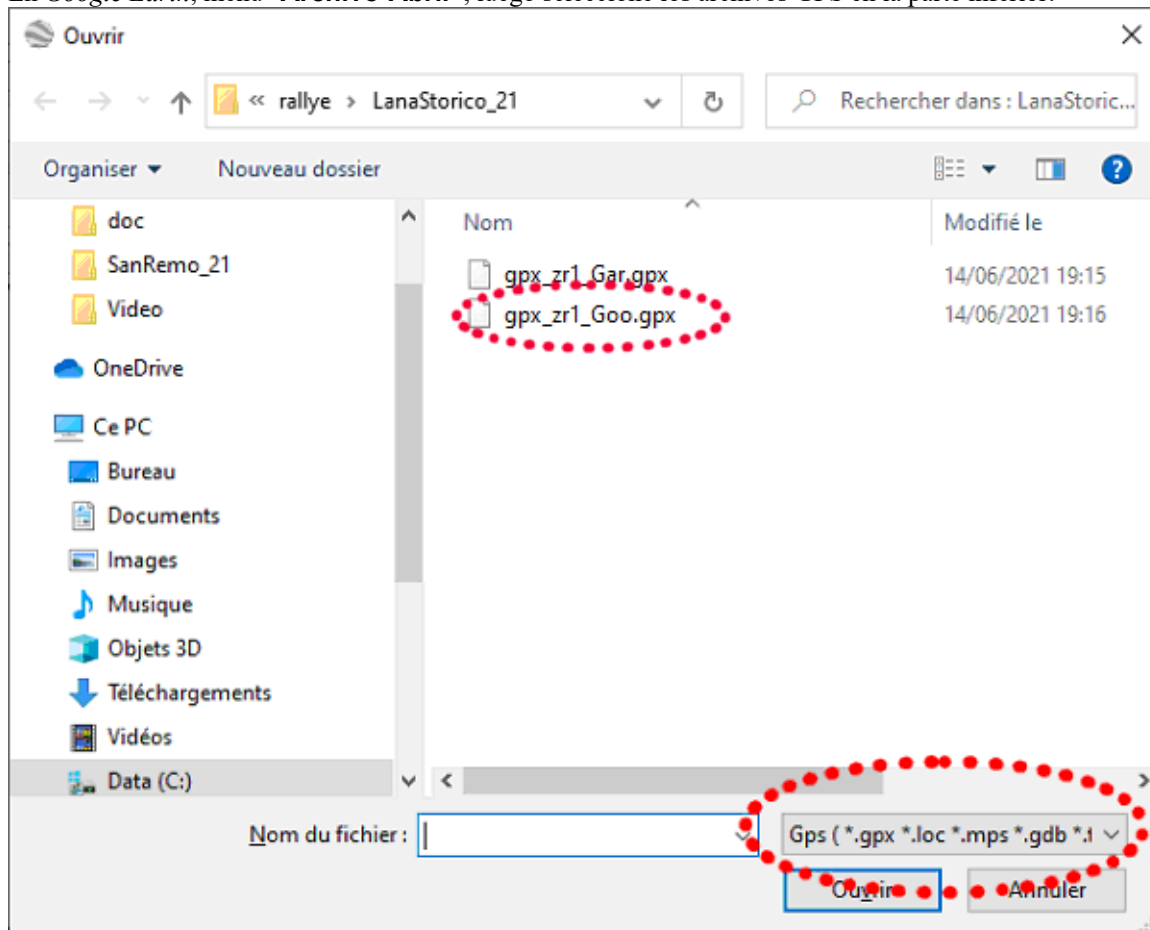 Ouvrir
« rallye › LanaStorico_21
Rechercher dans : LanaStoric...
Organiser
Nouveau dossier
doc
SanRemo_21
Video
OneDrive
Ce PC
Bureau
Documents
Images
Musique
Objets 3D
Téléchargements
Vidéos
Data (C:)
Nom
Modifié le
gpx_zr1_Gar.gpx
14/06/2021 19:15
gpx_zr1_Goo.gpx
14/06/2021 19:16
Nom du fichier :
Gps ( *.gpx *.loc *.mps *.gdb
Ouvrir
Annuler